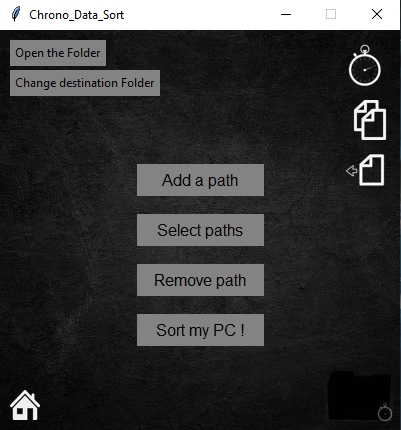 Chrono_Data_Sort
Open the Folder
Change destination Folder
Add a path
Select paths
Remove path
Sort my PC !